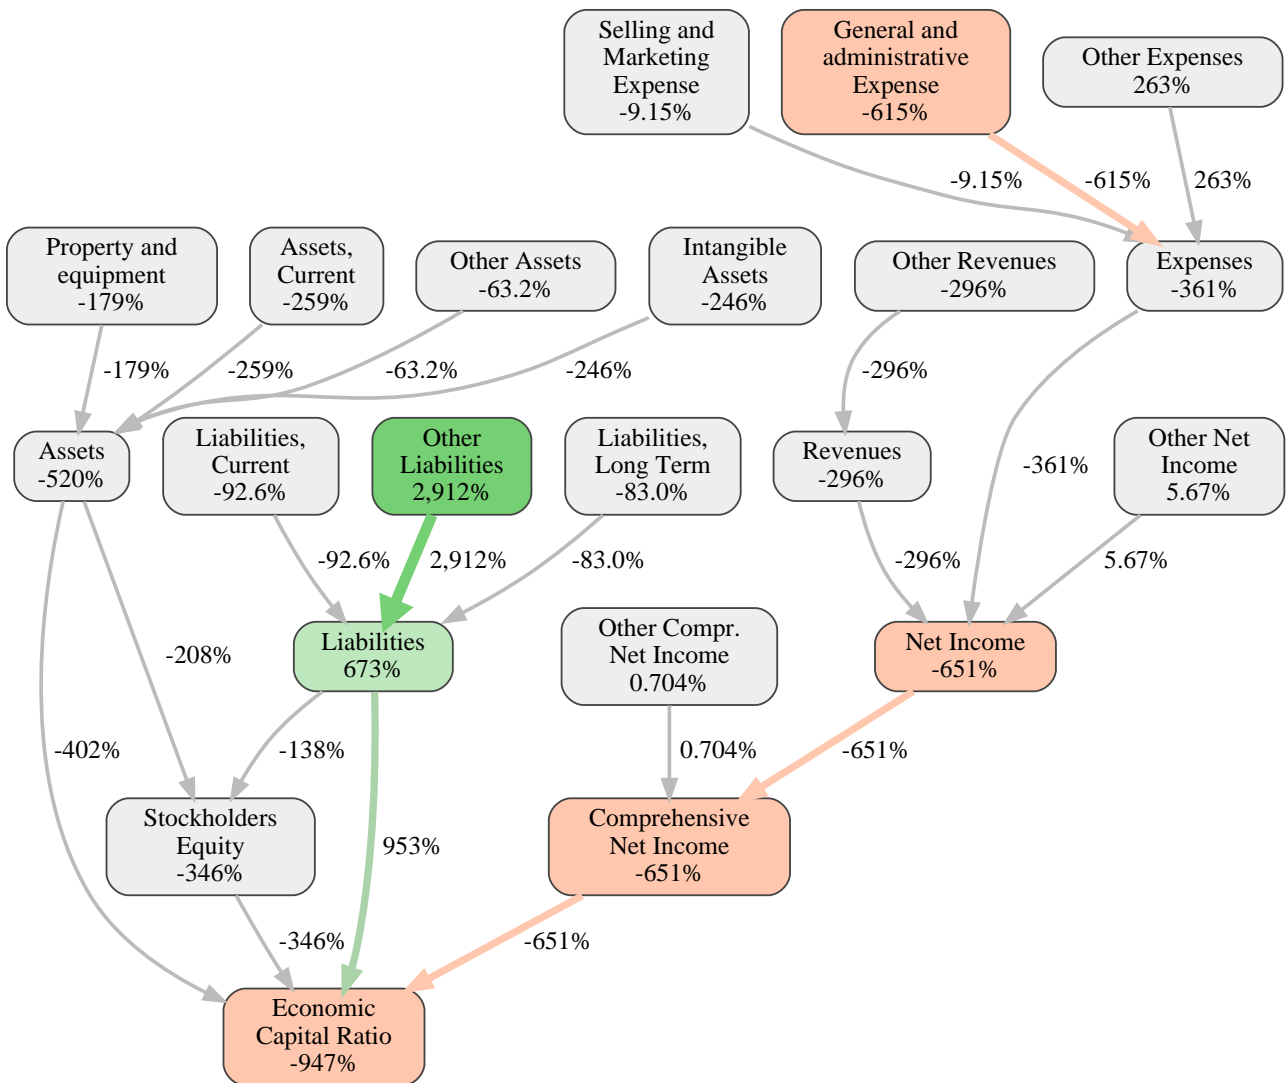 Selling and
Marketing
Expense
-9.15%
General and
administrative
Expense
-615%
Other Expenses
263%
-9.15%
-615%
263%
Property and
equipment
-179%
Assets,
Current
-259%
Other Assets
-63.2%
Intangible
Assets
-246%
Other Revenues
-296%
Expenses
-361%
-179%
-259%
-63.2%
-246%
-296%
Assets
-520%
Liabilities,
Current
-92.6%
Other
Liabilities
2,912%
Liabilities,
Long Term
-83.0%
Revenues
-296%
-361%
Other Net
Income
5.67%
-92.6%
2,912%
-83.0%
-296%
5.67%
-208%
Liabilities
673%
Other Compr.
Net Income
0.704%
Net Income
-651%
-402%
-138%
0.704%
-651%
Stockholders
Equity
-346%
953%
Comprehensive
Net Income
-651%
-346%
-651%
Economic
Capital Ratio
-947%